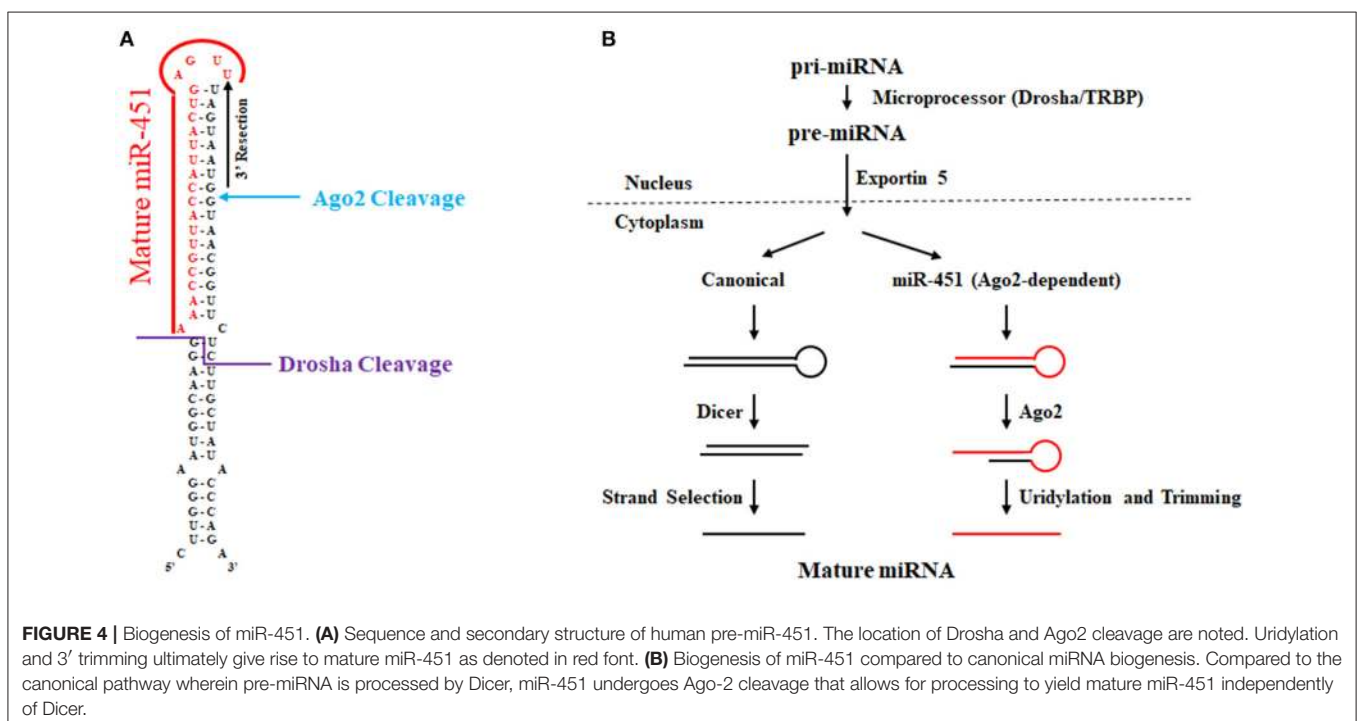 A
B
G U
A U
G-U
U-A
C-G
A-U
U-A
U-A
A-U
C-G
C-G
A-U
U-A
U-A
G-C
C-G
C-G
A-U
A-U
A C
G-U
G-C
A-U
A-U
C-G
G-C
G-U
U-A
A-U
A A
G-C
G-C
G-C
U-A
U-G
C A
5' 3'
Mature miR-451
3' Resection
Ago2 Cleavage
Drosha Cleavage
pri-miRNA
Microprocessor (Drosha/TRBP)
pre-miRNA
Exportin 5
Nucleus
Cytoplasm
Canonical
miR-451 (Ago2-dependent)
Dicer
Ago2
Strand Selection
Uridylation and Trimming
Mature miRNA
FIGURE 4 | Biogenesis of miR-451. (A) Sequence and secondary structure of human pre-miR-451. The location of Drosha and Ago2 cleavage are noted. Uridylation
and 3′ trimming ultimately give rise to mature miR-451 as denoted in red font. (B) Biogenesis of miR-451 compared to canonical miRNA biogenesis. Compared to the
canonical pathway wherein pre-miRNA is processed by Dicer, miR-451 undergoes Ago-2 cleavage that allows for processing to yield mature miR-451 independently
of Dicer.